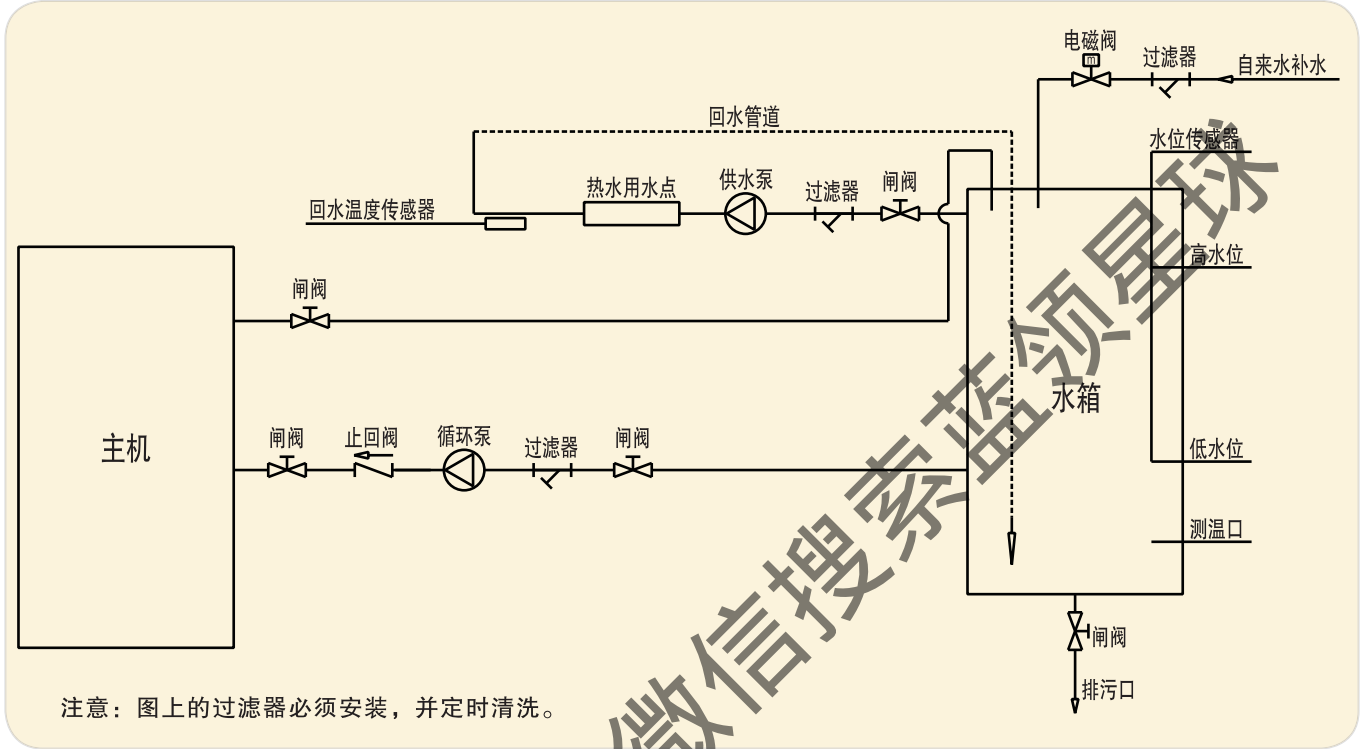 电磁阀
m
过滤器
自来水补水
回水管道
水位传感器
热水用水点
供水泵
过滤器
闸阀
回水温度传感器
高水位
闸阀
水箱
主机
闸阀
止回阀
循环泵
过滤器
闸阀
低水位
测温口
闸阀
排污口
注意：图上的过滤器必须安装，并定时清洗。
微信搜索蓝领星球